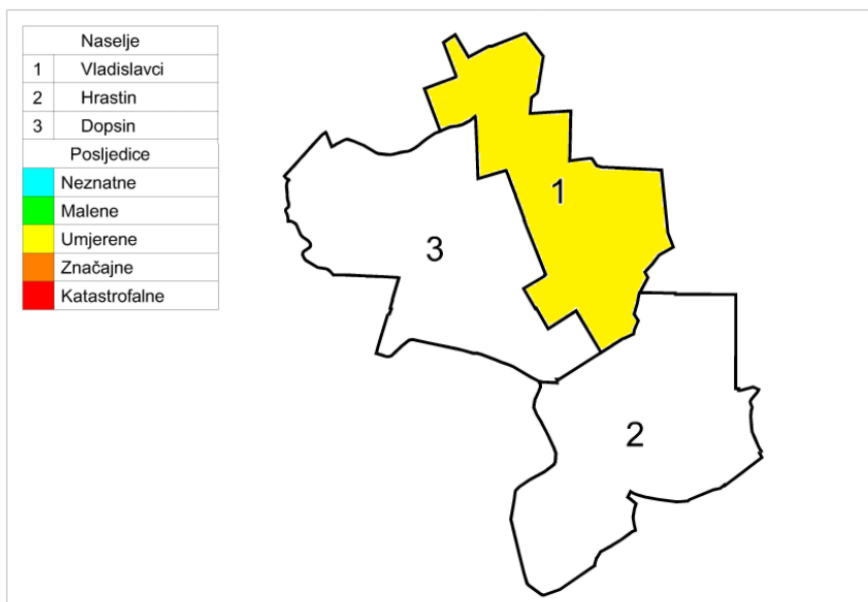 Naselje
1 Vladislavci
2 Hrastin
3 Dopsin
Posljedice
Neznatne
Malene
Umjerene
Značajne
Katastrofalne
1
3
2